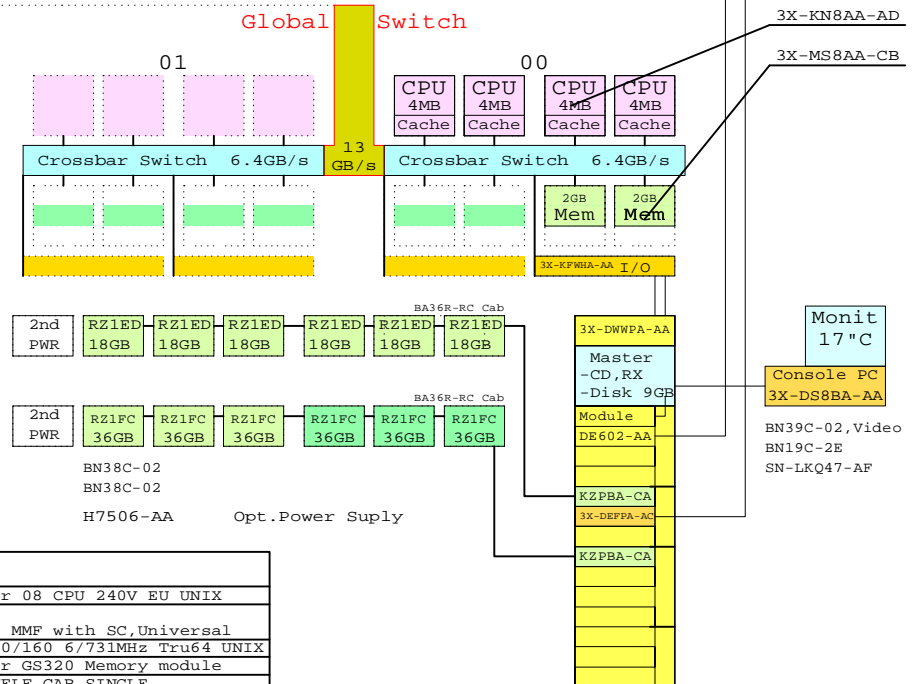 Global Switch
3X-KN8AA-AD
3X-MS8AA-CB
01
00
CPU CPU CPU CPU
4MB 4MB 4MB 4MB
Cache Cache Cache Cache
13
GB/s
Crossbar Switch 6.4GB/s
Crossbar Switch 6.4GB/s
2GB 2GB
Mem Mem
3X-KFWHA-AA I/O
BA36R-RC Cab
2nd
PWR
RZ1ED RZ1ED RZ1ED RZ1ED RZ1ED RZ1ED
18GB 18GB 18GB 18GB 18GB 18GB
BA36R-RC Cab
2nd
PWR
RZ1FC RZ1FC RZ1FC RZ1FC RZ1FC RZ1FC
36GB 36GB 36GB 36GB 36GB 36GB
BN38C-02
BN38C-02
H7506-AA Opt.Power Suply
3X-DWWPA-AA
Master
-CD,RX
-Disk 9GB
Module
DE602-AA
KZPBA-CA
3X-DEFPA-AC
KZPBA-CA
Monit
17"C
Console PC
3X-DS8BA-AA
BN39C-02,Video
BN19C-2E
SN-LKQ47-AF
r 08 CPU 240V EU UNIX
MMF with SC,Universal
0/160 6/731MHz Tru64 UNIX
r GS320 Memory module